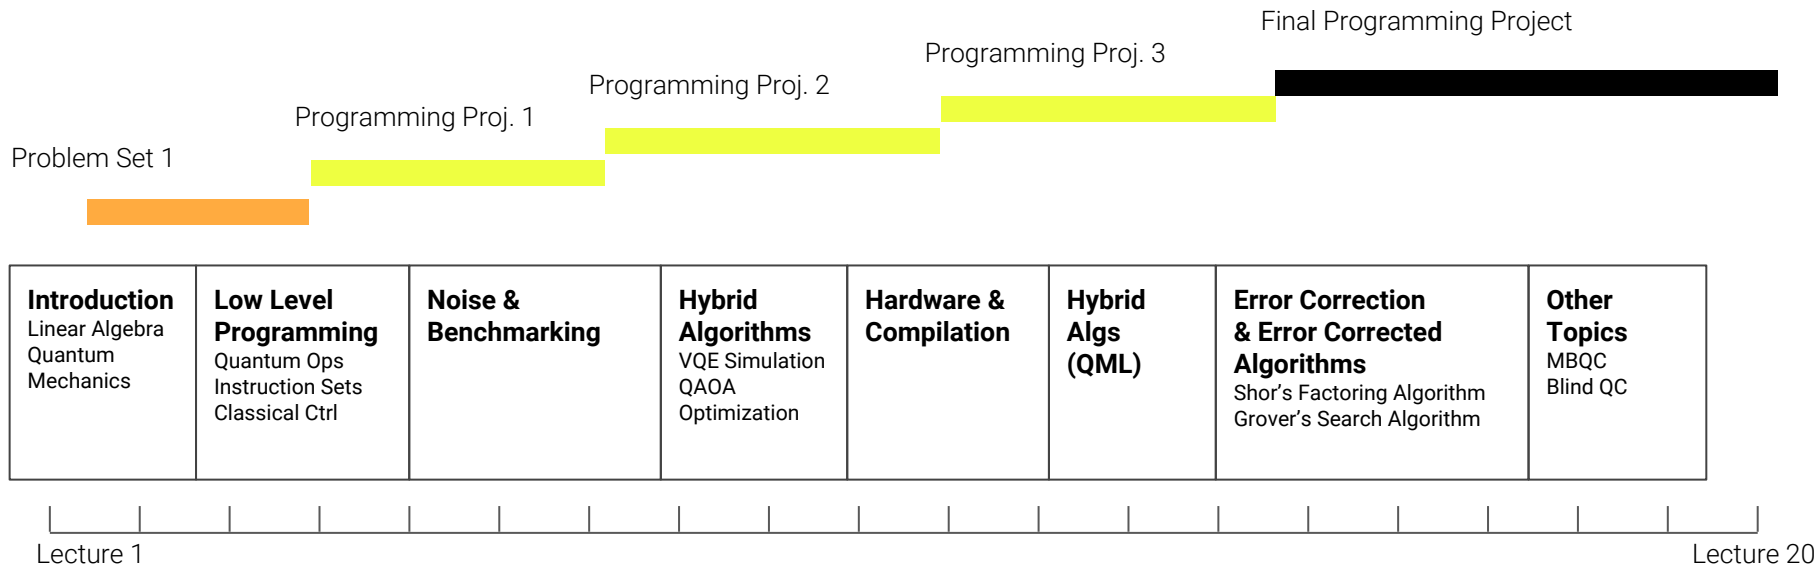 Final Programming Project
Programming Proj. 3
Programming Proj. 2
Programming Proj. 1
Problem Set 1
Introduction
Linear Algebra
Quantum
Mechanics
Low Level
Programming
Quantum Ops
Instruction Sets
Classical Ctrl
Noise &
Benchmarking
Hybrid
Algorithms
VQE Simulation
QAOA
Optimization
Hardware &
Compilation
Hybrid
Algs
(QML)
Error Correction
& Error Corrected
Algorithms
Shor's Factoring Algorithm
Grover's Search Algorithm
Other
Topics
MBQC
Blind QC
Lecture 1
Lecture 20